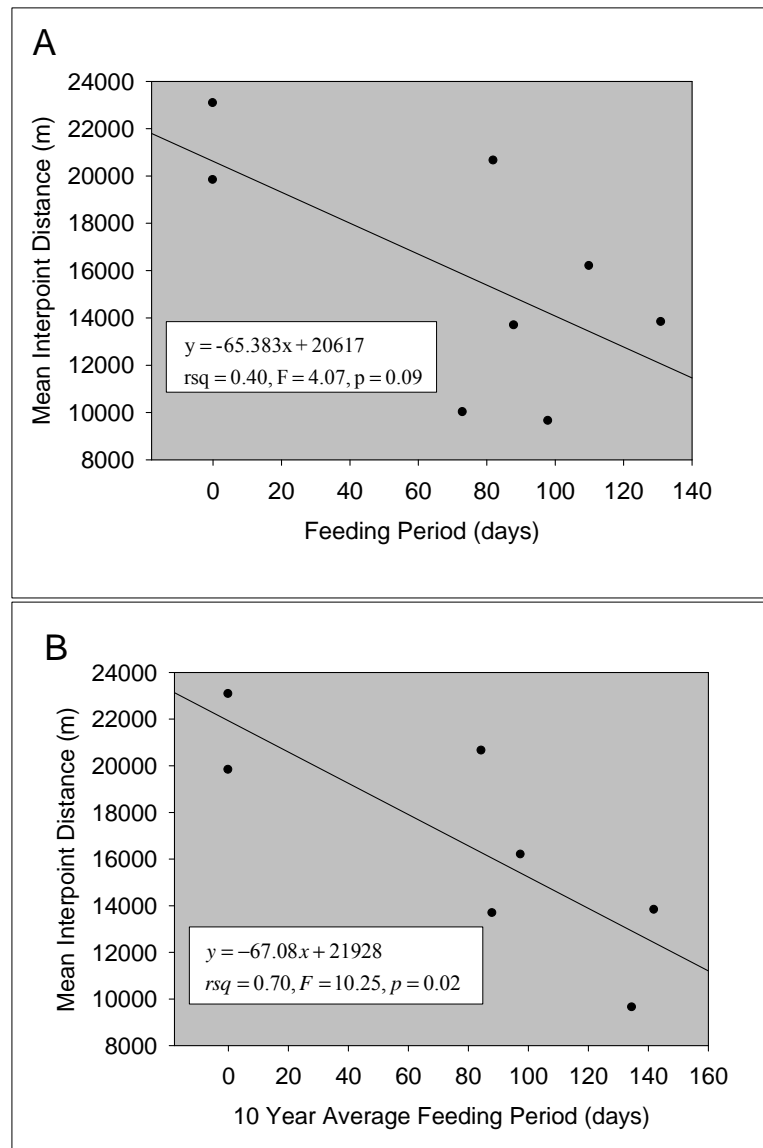 A
24000
22000
20000
18000
16000
14000
12000
10000
8000
Mean Interpoint Distance (m)
y = -65.383x + 20617
rsq = 0.40, F = 4.07, p = 0.09
0 20 40 60 80 100 120 140
Feeding Period (days)
B
24000
22000
20000
18000
16000
14000
12000
10000
8000
Mean Interpoint Distance (m)
y = −67.08x + 21928
rsq = 0.70, F = 10.25, p = 0.02
0 20 40 60 80 100 120 140 160
10 Year Average Feeding Period (days)